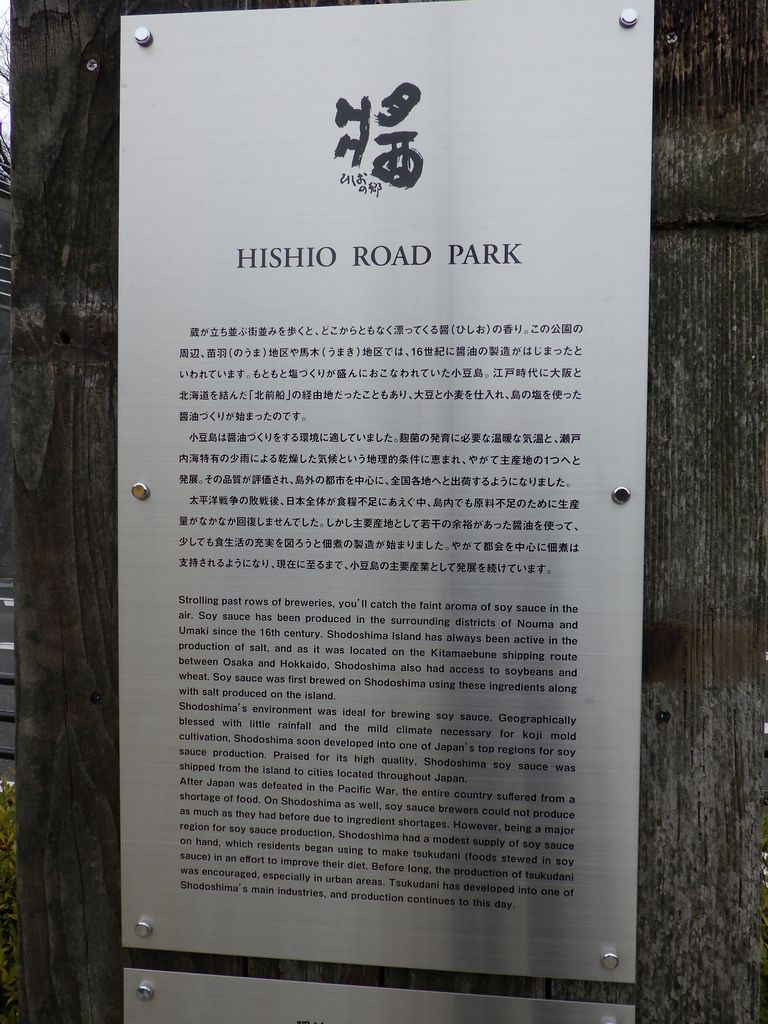 醤
ひしおの郷
HISHIO ROAD PARK
蔵が立ち並ぶ街並みを歩くと、どこからともなく漂ってくる醤(ひしお)の香り。この公園の
周辺、苗羽(のうま)地区や馬木(うまき)地区では、16世紀に醤油の製造がはじまったと
いわれています。もともと塩づくりが盛んにおこなわれていた小豆島。江戸時代に大阪と
北海道を結んだ「北前船」の経由地だったこともあり、大豆と小麦を仕入れ、島の塩を使った
醤油づくりが始まったのです。
小豆島は醤油づくりをする環境に適していました。麹菌の発育に必要な温暖な気温と、瀬戸
内海特有の少雨による乾燥した気候という地理的条件に恵まれ、やがて主産地の1つへと
発展。その品質が評価され、島外の都市を中心に、全国各地へと出荷するようになりました。
太平洋戦争の敗戦後、日本全体が食糧不足にあえぐ中、島内でも原料不足のために生産
量がなかなか回復しませんでした。しかし主要産地として若干の余裕があった醤油を使って、
少しでも食生活の充実を図ろうと佃煮の製造が始まりました。やがて都会を中心に佃煮は
支持されるようになり、現在に至るまで、小豆島の主要産業として発展を続けています。
Strolling past rows of breweries, you'll catch the faint aroma of soy sauce in the
air. Soy sauce has been produced in the surrounding districts of Nouma and
Umaki since the 16th century. Shodoshima Island has always been active in the
production of salt, and as it was located on the Kitamaebune shipping route
between Osaka and Hokkaido, Shodoshima also had access to soybeans and
wheat. Soy sauce was first brewed on Shodoshima using these ingredients along
with salt produced on the island.
Shodoshima's environment was ideal for brewing soy sauce. Geographically
blessed with little rainfall and the mild climate necessary for koji mold
cultivation, Shodoshima soon developed into one of Japan's top regions for soy
sauce production. Praised for its high quality, Shodoshima soy sauce was
shipped from the island to cities located throughout Japan.
After Japan was defeated in the Pacific War, the entire country suffered from a
shortage of food. On Shodoshima as well, soy sauce brewers could not produce
as much as they had before due to ingredient shortages. However, being a major
region for soy sauce production, Shodoshima had a modest supply of soy sauce
on hand, which residents began using to make tsukudani (foods stewed in soy
sauce) in an effort to improve their diet. Before long, the production of tsukudani
was encouraged, especially in urban areas. Tsukudani has developed into one of
Shodoshima's main industries, and production continues to this day.